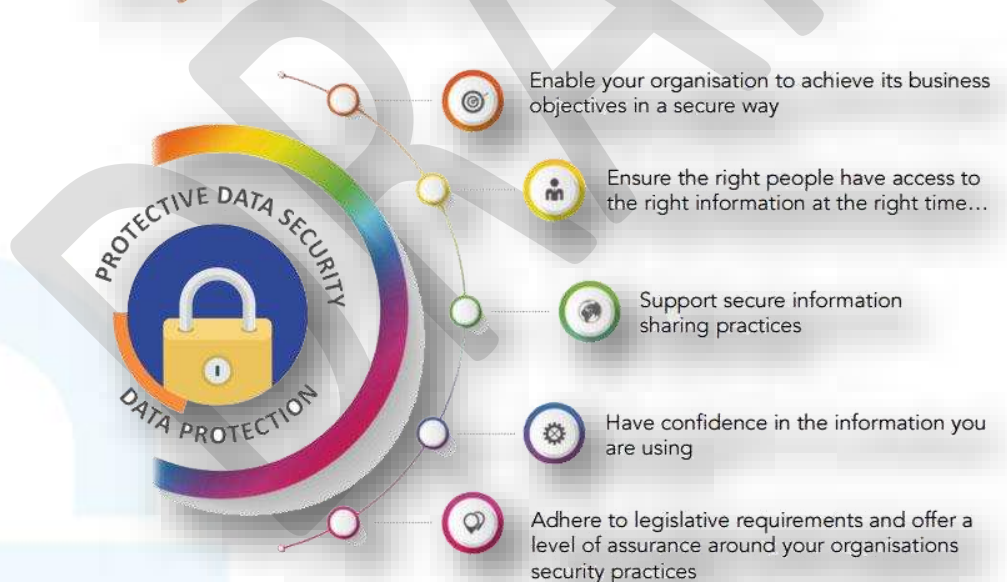 Enable your organisation to achieve its business
objectives in a secure way
Ensure the right people have access to
the right information at the right time...
PROTECTIVE DATA SECURITY
Support secure information
sharing practices
DATA PROTECTION
Have confidence in the information you
are using
Adhere to legislative requirements and offer a
level of assurance around your organisations
security practices